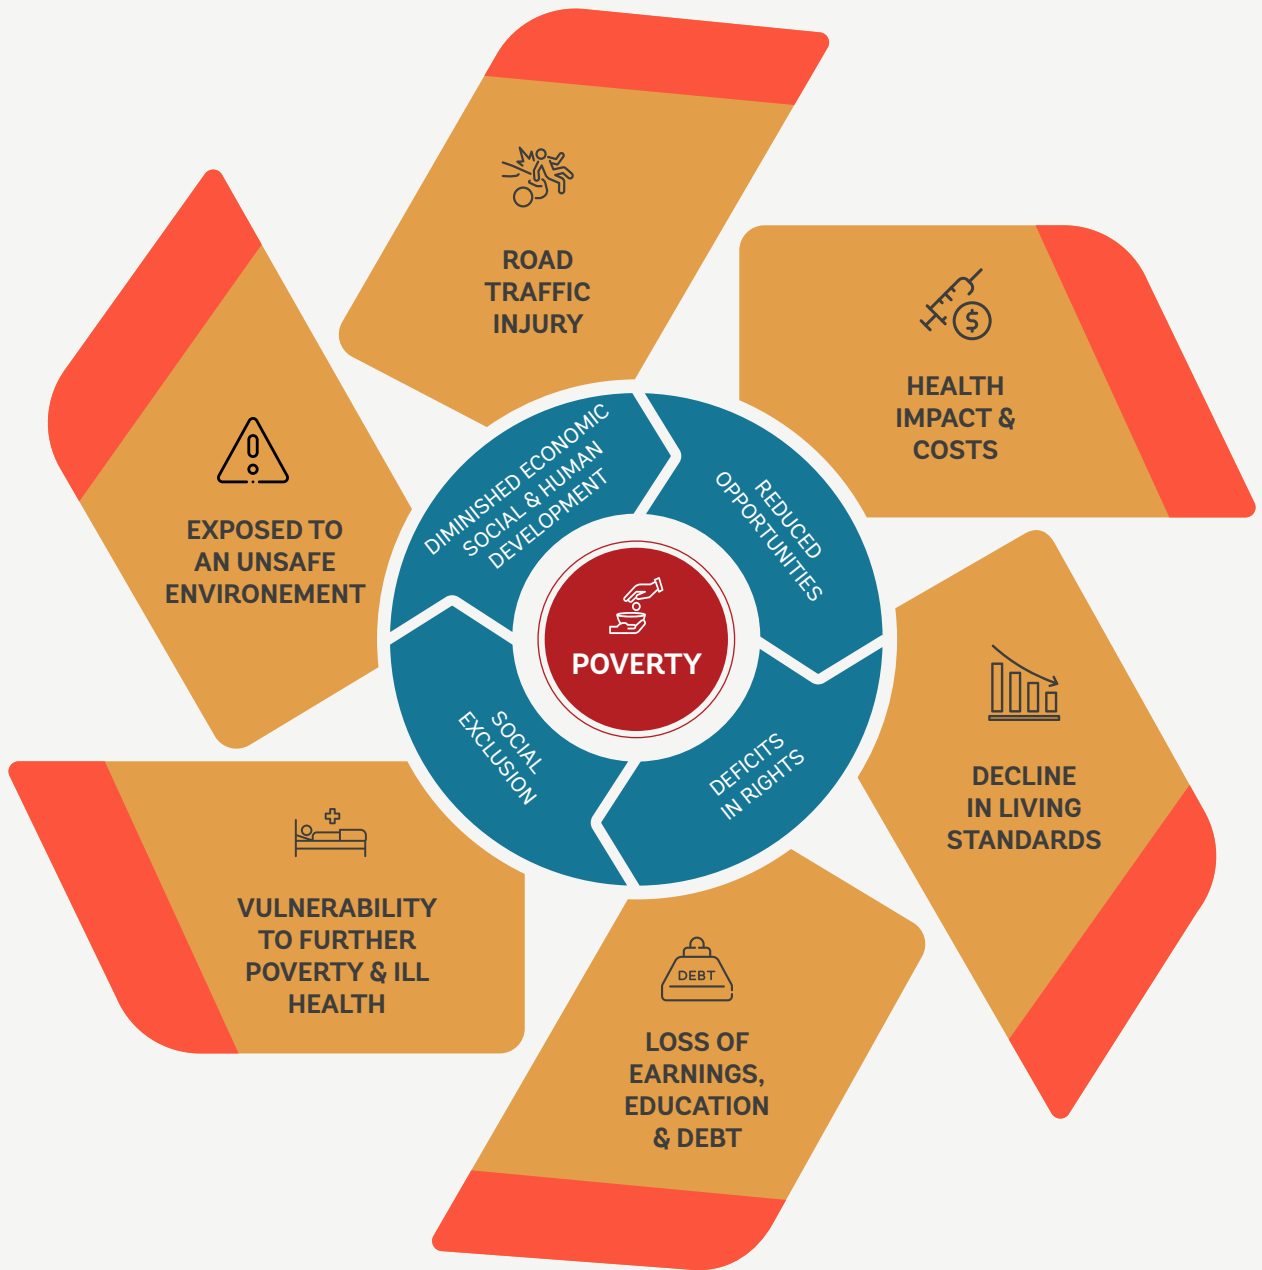 ROAD
TRAFFIC
INJURY
HEALTH
IMPACT &
COSTS
$
DECLINE
IN LIVING
STANDARDS
DEBT
LOSS OF
EARNINGS,
EDUCATION
& DEBT
VULNERABILITY
TO FURTHER
POVERTY & ILL
HEALTH
EXPOSED TO
AN UNSAFE
ENVIRONEMENT
DIMINISHED ECONOMIC
SOCIAL & HUMAN
DEVELOPMENT
REDUCED
OPPORTUNITIES
DEFICITS
IN RIGHTS
SOCIAL
EXCLUSION
POVERTY